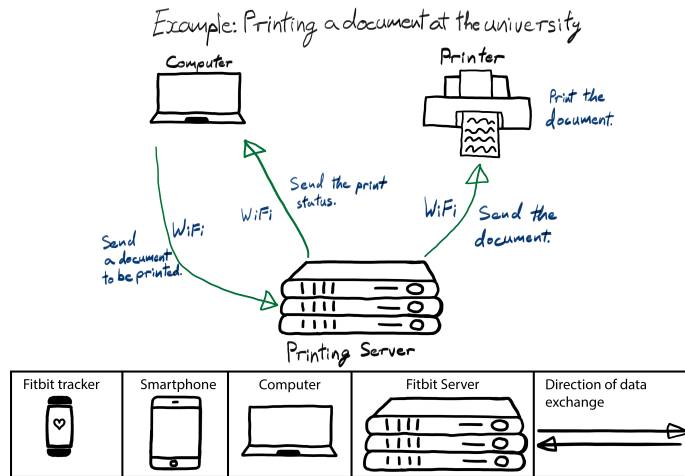 Example: Printing a document at the university
Computer
Printer
Print the
document.
Send the print
status.
WiFi
WiFi
Send
a document
to be printed.
WiFi
Send the
document.
Printing Server
Fitbit tracker
Smartphone
Computer
Fitbit Server
Direction of data
exchange